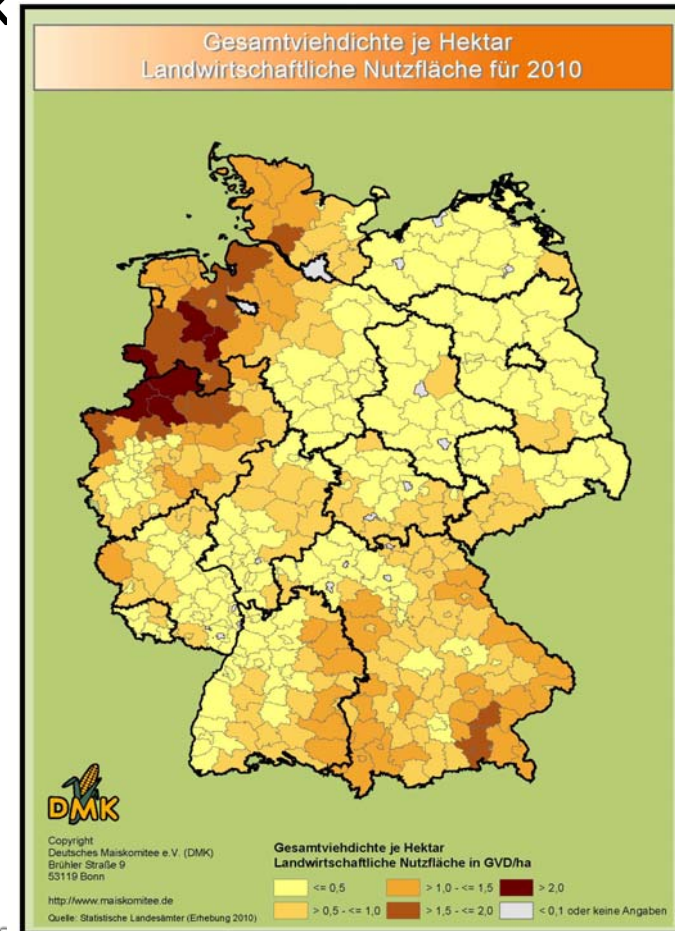 Gesamtviehdichte je Hektar
Landwirtschaftliche Nutzfläche für 2010
DMK
Copyright
Deutsches Maiskomitee e.V. (DMK)
Brühler Straße 9
53119 Bonn
http://www.maiskomitee.de
Quelle: Statistische Landesämter (Erhebung 2010)
Gesamtviehdichte je Hektar
Landwirtschaftliche Nutzfläche in GVD/ha
<= 0,5
> 1,0 - <= 1,5
> 2,0
> 0,5 - <= 1,0
> 1,5 - <= 2,0
< 0,1 oder keine Angaben